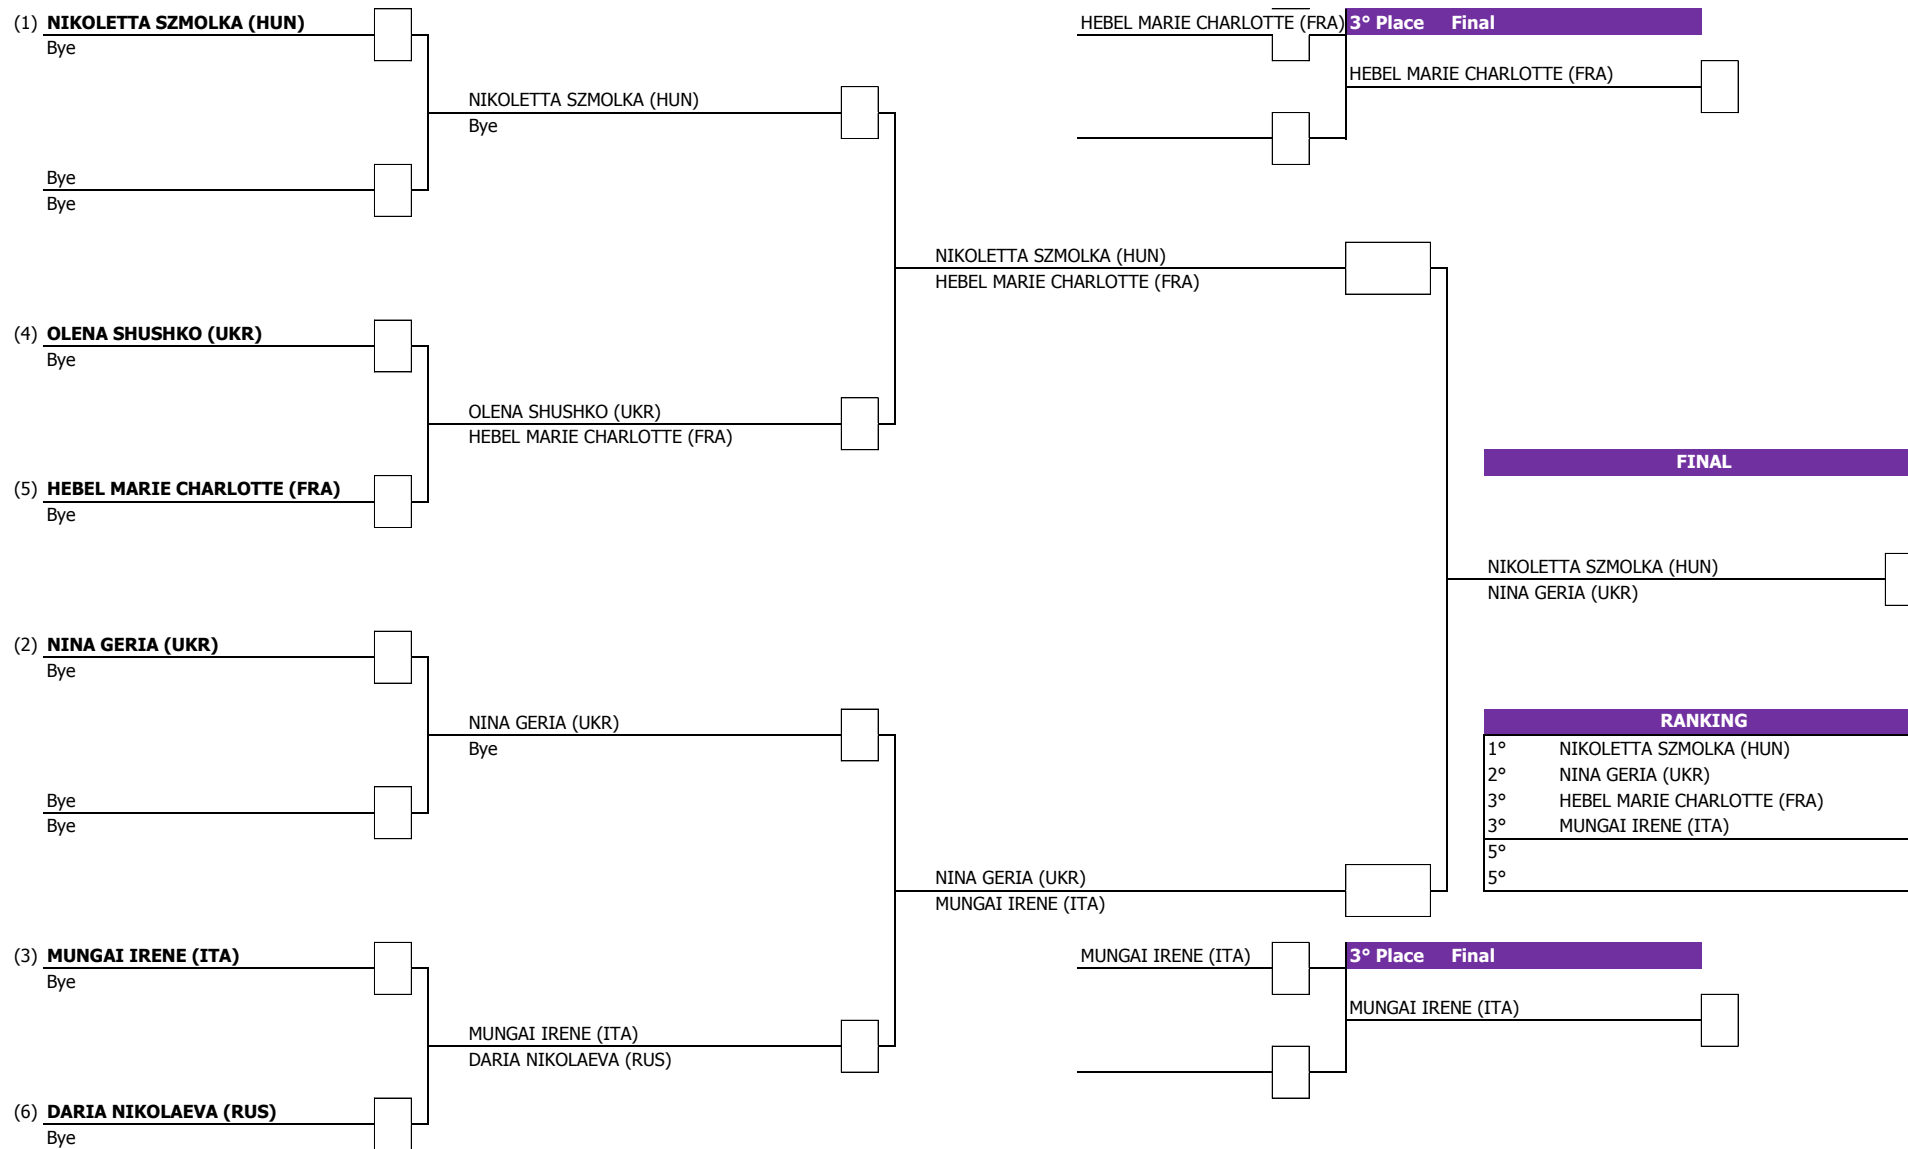 (1) NIKOLETTA SZMOLKA (HUN)
Bye
NIKOLETTA SZMOLKA (HUN)
Bye
Bye
Bye
HEBEL MARIE CHARLOTTE (FRA)
3° Place Final
HEBEL MARIE CHARLOTTE (FRA)
NIKOLETTA SZMOLKA (HUN)
HEBEL MARIE CHARLOTTE (FRA)
(4) OLENA SHUSHKO (UKR)
Bye
OLENA SHUSHKO (UKR)
HEBEL MARIE CHARLOTTE (FRA)
(5) HEBEL MARIE CHARLOTTE (FRA)
Bye
FINAL
NIKOLETTA SZMOLKA (HUN)
NINA GERIA (UKR)
(2) NINA GERIA (UKR)
Bye
NINA GERIA (UKR)
Bye
Bye
Bye
RANKING
1° NIKOLETTA SZMOLKA (HUN)
2° NINA GERIA (UKR)
3° HEBEL MARIE CHARLOTTE (FRA)
3° MUNGAI IRENE (ITA)
5°
5°
NINA GERIA (UKR)
MUNGAI IRENE (ITA)
(3) MUNGAI IRENE (ITA)
Bye
MUNGAI IRENE (ITA)
DARIA NIKOLAEVA (RUS)
(6) DARIA NIKOLAEVA (RUS)
Bye
MUNGAI IRENE (ITA)
3° Place Final
MUNGAI IRENE (ITA)